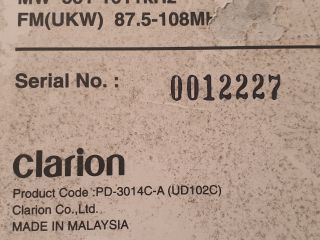 FM(UKW) 87.5-108MH
Serial No. : 0012227
Clarion
Product Code :PD-3014C-A (UD102C)
Clarion Co.,Ltd.
MADE IN MALAYSIA